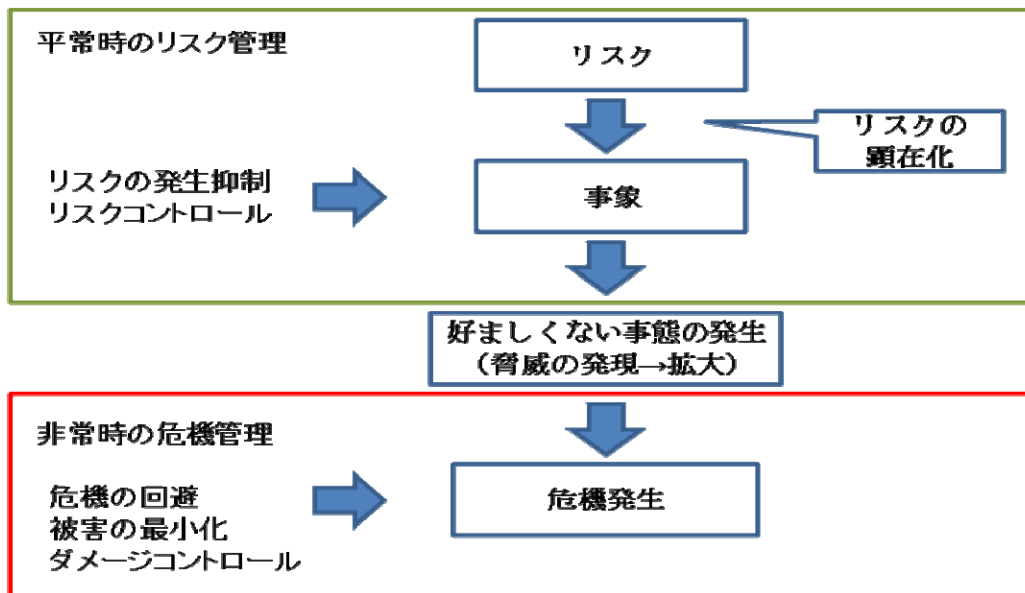 平常時のリスク管理
リスク
リスクの
顕在化
リスクの発生抑制
リスクコントロール
事象
好ましくない事態の発生
（脅威の発現→拡大）
非常時の危機管理
危機の回避
被害の最小化
ダメージコントロール
危機発生